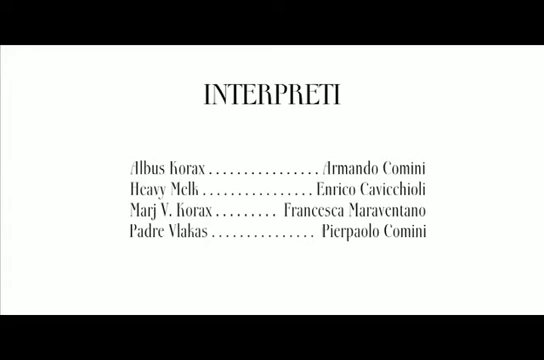 INTERPRETI
Albus Korax . . . . . . . . . . . . . . . . Armando Comini
Heavy Melk . . . . . . . . . . . . . . . . Enrico Cavicchioli
Marj V. Korax . . . . . . . . . Francesca Maraventano
Padre Vlakas . . . . . . . . . . . . . . . Pierpaolo Comini